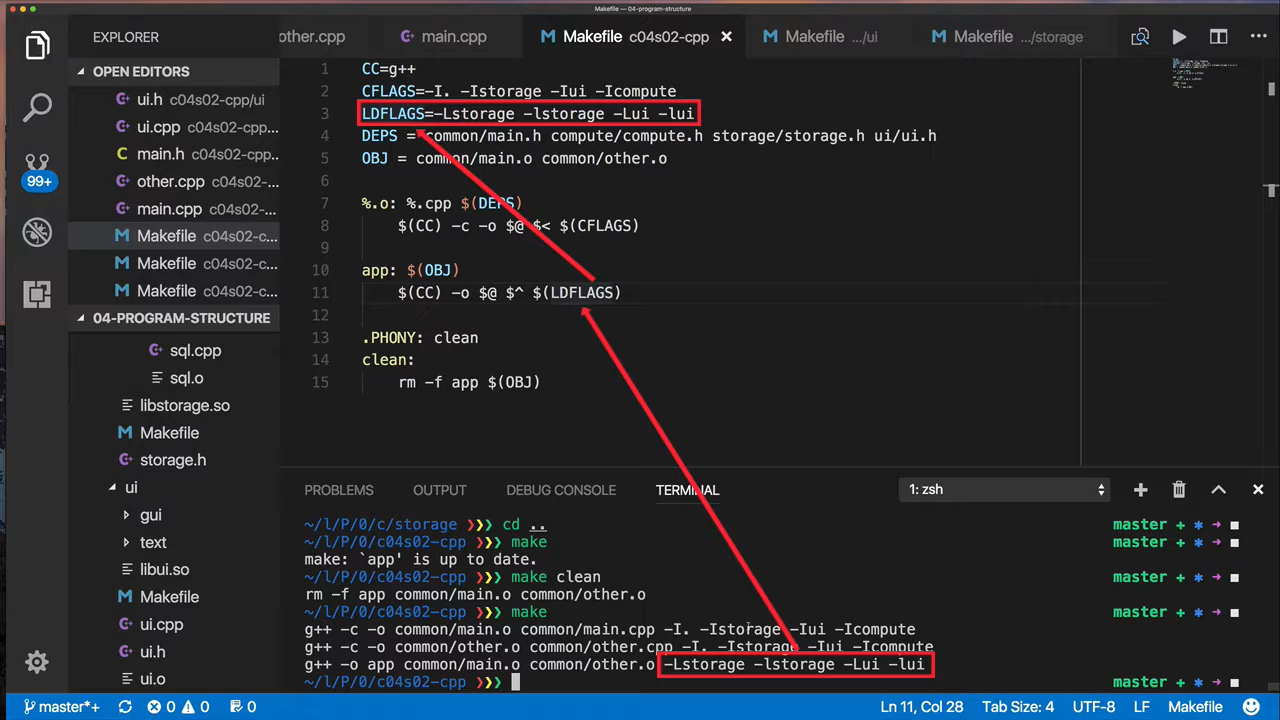 Makefile — 04-program-structure
EXPLORER
other.cpp
main.cpp
Makefile c04s02-cpp
Makefile .../ui
Makefile .../storage
OPEN EDITORS
ui.h c04s02-cpp/ui
ui.cpp c04s02-cpp...
main.h c04s02-cpp...
other.cpp c04s02-...
main.cpp c04s02-...
Makefile c04s02-c...
Makefile c04s02-c...
Makefile c04s02-c...
99+
04-PROGRAM-STRUCTURE
sql.cpp
sql.o
libstorage.so
Makefile
storage.h
ui
gui
text
libui.so
Makefile
ui.cpp
ui.h
ui.o
1 CC=g++
2 CFLAGS=-I. -Istorage -Iui -Icompute
3 LDFLAGS=-Lstorage -lstorage -Lui -lui
4 DEPS = common/main.h compute/compute.h storage/storage.h ui/ui.h
5 OBJ = common/main.o common/other.o
6
7 %.o: %.cpp $(DEPS)
8 $(CC) -c -o $@ $< $(CFLAGS)
9
10 app: $(OBJ)
11 $(CC) -o $@ $^ $(LDFLAGS)
12
13 .PHONY: clean
14 clean:
15 rm -f app $(OBJ)
PROBLEMS OUTPUT DEBUG CONSOLE TERMINAL 1: zsh
~/l/P/0/c/storage ❯❯❯ cd .. master + * →
~/l/P/0/c04s02-cpp ❯❯❯ make master + * →
make: `app' is up to date.
~/l/P/0/c04s02-cpp ❯❯❯ make clean master + * →
rm -f app common/main.o common/other.o
~/l/P/0/c04s02-cpp ❯❯❯ make master + * →
g++ -c -o common/main.o common/main.cpp -I. -Istorage -Iui -Icompute
g++ -c -o common/other.o common/other.cpp -I. -Istorage -Iui -Icompute
g++ -o app common/main.o common/other.o -Lstorage -lstorage -Lui -lui
~/l/P/0/c04s02-cpp ❯❯❯ master + * →
master*+ 0 0 0 Ln 11, Col 28 Tab Size: 4 UTF-8 LF Makefile